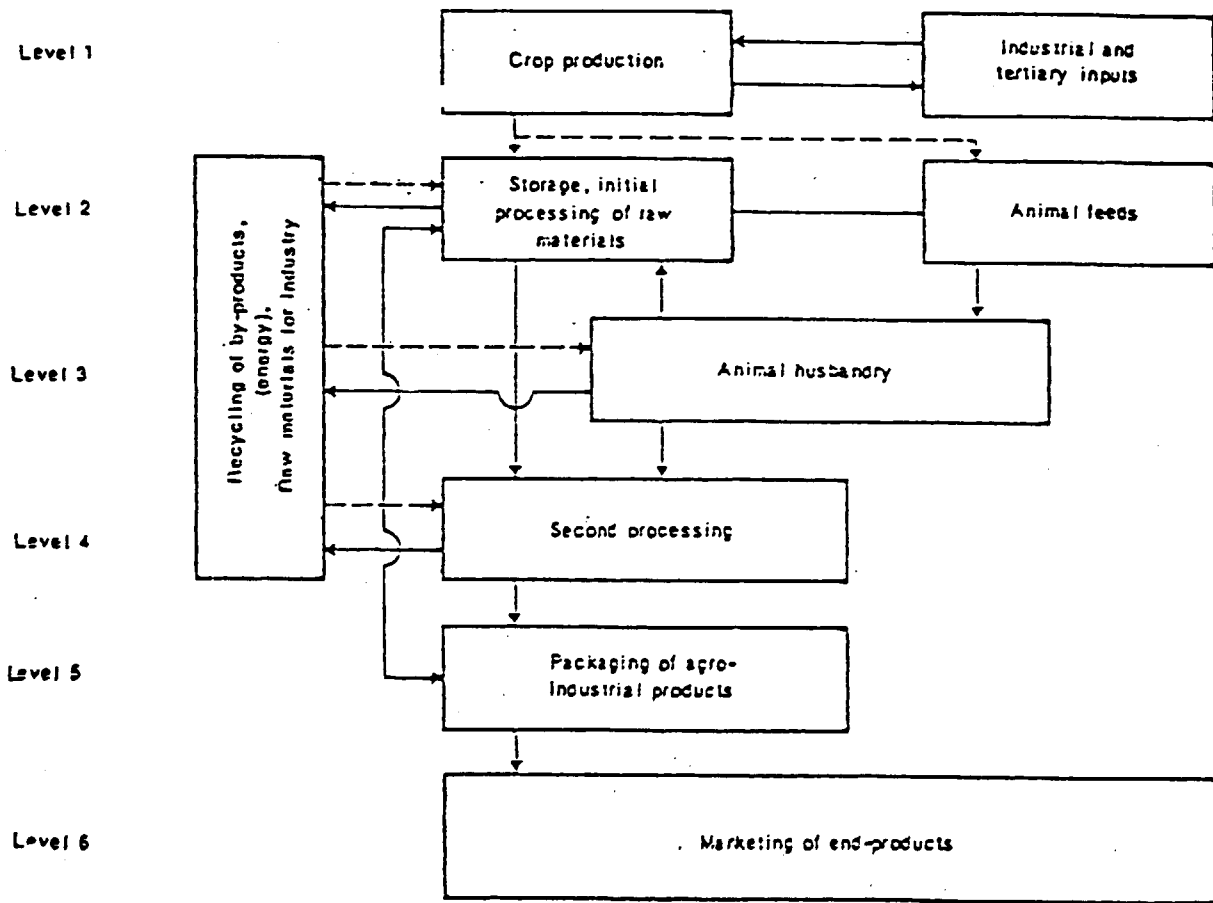 Level 1
Crop production
Industrial and
tertiary inputs
Level 2
Storage, initial
processing of raw
materials
Animal feeds
Recycling of by-products,
(energy),
Raw materials for Industry
Level 3
Animal husbandry
Level 4
Second processing
Level 5
Packaging of agro-
Industrial products
Level 6
Marketing of end-products